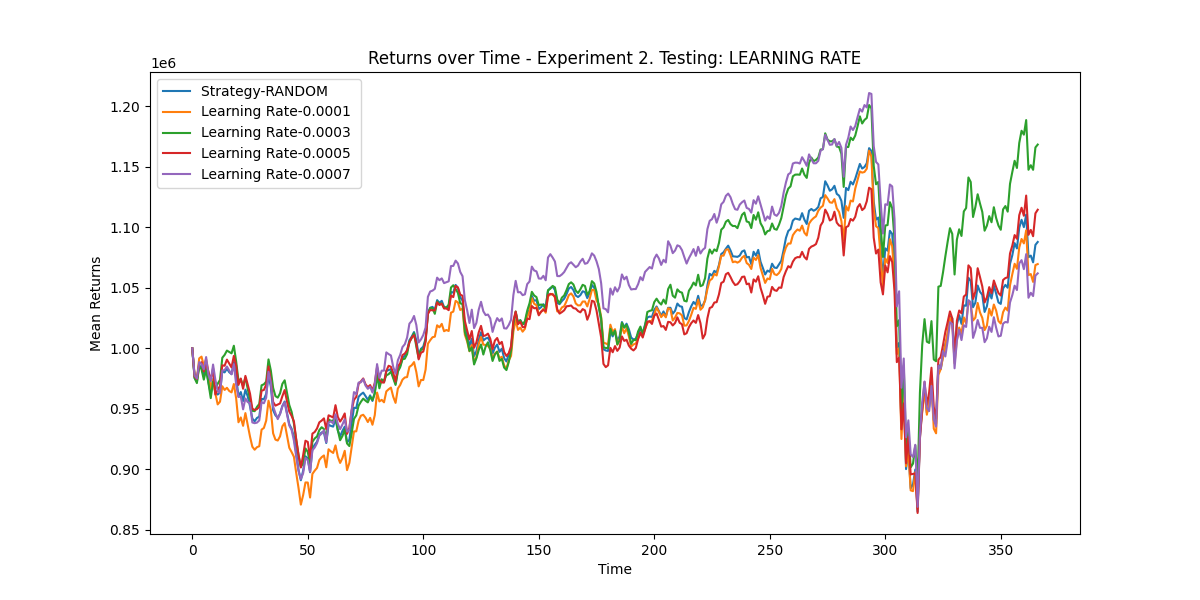 Returns over Time - Experiment 2. Testing: LEARNING RATE
1e6
Strategy-RANDOM
Learning Rate-0.0001
Learning Rate-0.0003
Learning Rate-0.0005
Learning Rate-0.0007
1.20
1.15
1.10
1.05
1.00
0.95
0.90
0.85
Mean Returns
0 50 100 150 200 250 300 350
Time